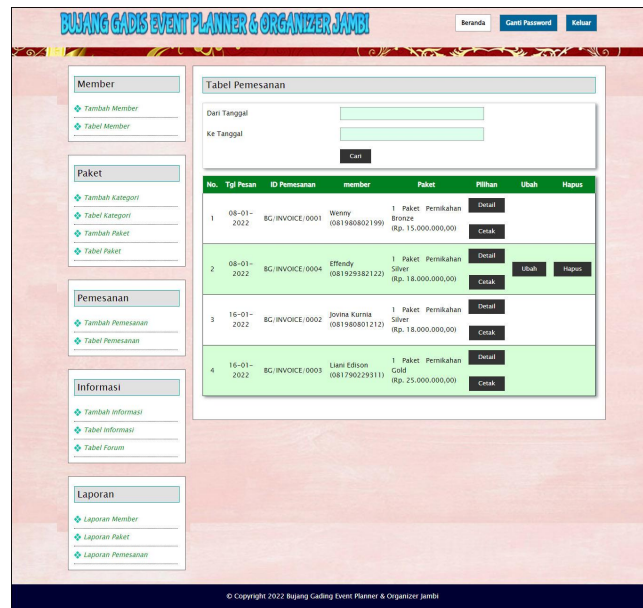 BUJANG GADIS EVENT PLANNER & ORGANIZER JAMBI
Beranda
Ganti Password
Keluar
Member
Tambah Member
Tabel Member
Paket
Tambah Kategori
Tabel Kategori
Tambah Paket
Tabel Paket
Pemesanan
Tambah Pemesanan
Tabel Pemesanan
Informasi
Tambah Informasi
Tabel Informasi
Tabel Forum
Laporan
Laporan Member
Laporan Paket
Laporan Pemesanan
Tabel Pemesanan
Dari Tanggal
Ke Tanggal
Cari
No. Tgl Pesan ID Pemesanan member Paket Pilihan Ubah Hapus
1 08-01-2022 BG/INVOICE/0001 Wenny (081980802199) 1 Paket Pernikahan Bronze (Rp. 15.000.000,00) Detail Cetak
2 08-01-2022 BG/INVOICE/0004 Effendy (081929382122) 1 Paket Pernikahan Silver (Rp. 18.000.000,00) Detail Cetak Ubah Hapus
3 16-01-2022 BG/INVOICE/0002 Jovina Kurnia (081980801212) 1 Paket Pernikahan Silver (Rp. 18.000.000,00) Detail Cetak
4 16-01-2022 BG/INVOICE/0003 Liani Edison (081790229311) 1 Paket Pernikahan Gold (Rp. 25.000.000,00) Detail Cetak
© Copyright 2022 Bujang Gading Event Planner & Organizer Jambi